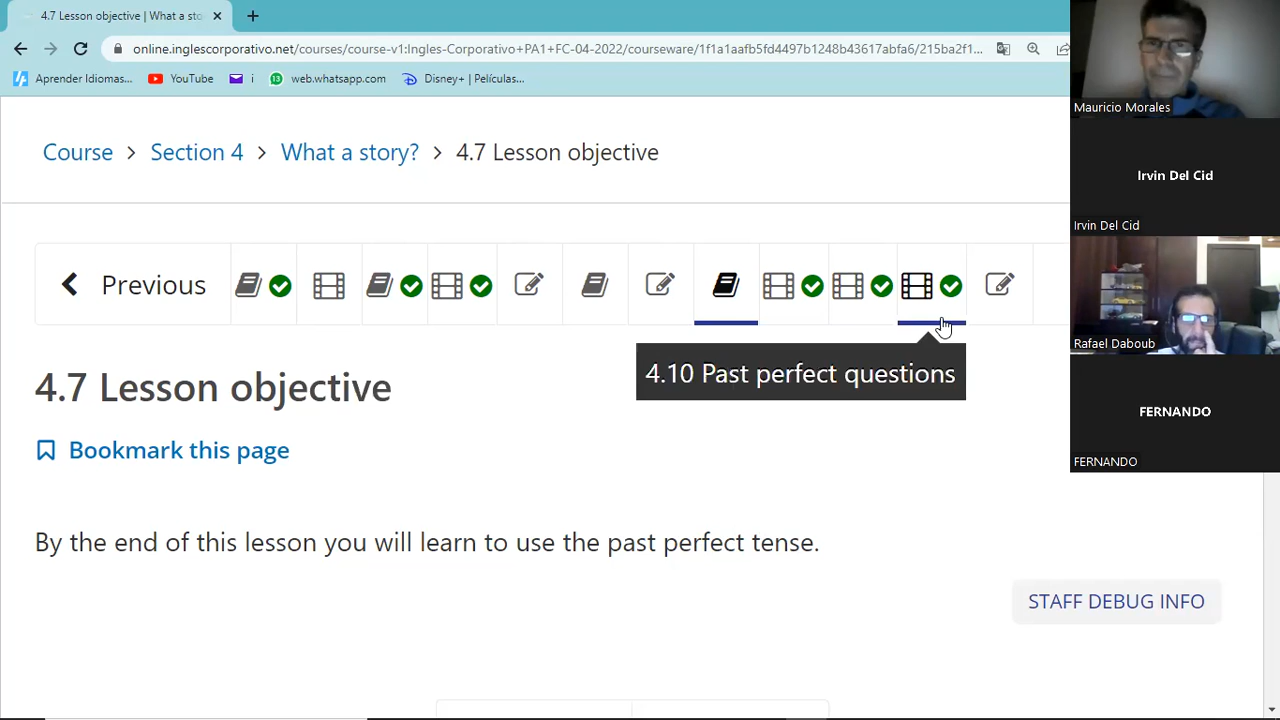 4.7 Lesson objective | What a sto
online.inglescorporativo.net/courses/course-v1:Ingles-Corporativo+PA1+FC-04-2022/courseware/1f1a1aafb5fd4497b1248b43617abfa6/215ba2f1...
Aprender Idiomas... YouTube i web.whatsapp.com Disney+ | Películas...
Course > Section 4 > What a story? > 4.7 Lesson objective
Previous
4.10 Past perfect questions
4.7 Lesson objective
Bookmark this page
By the end of this lesson you will learn to use the past perfect tense.
STAFF DEBUG INFO
Mauricio Morales
Irvin Del Cid
Irvin Del Cid
Rafael Daboub
FERNANDO
FERNANDO